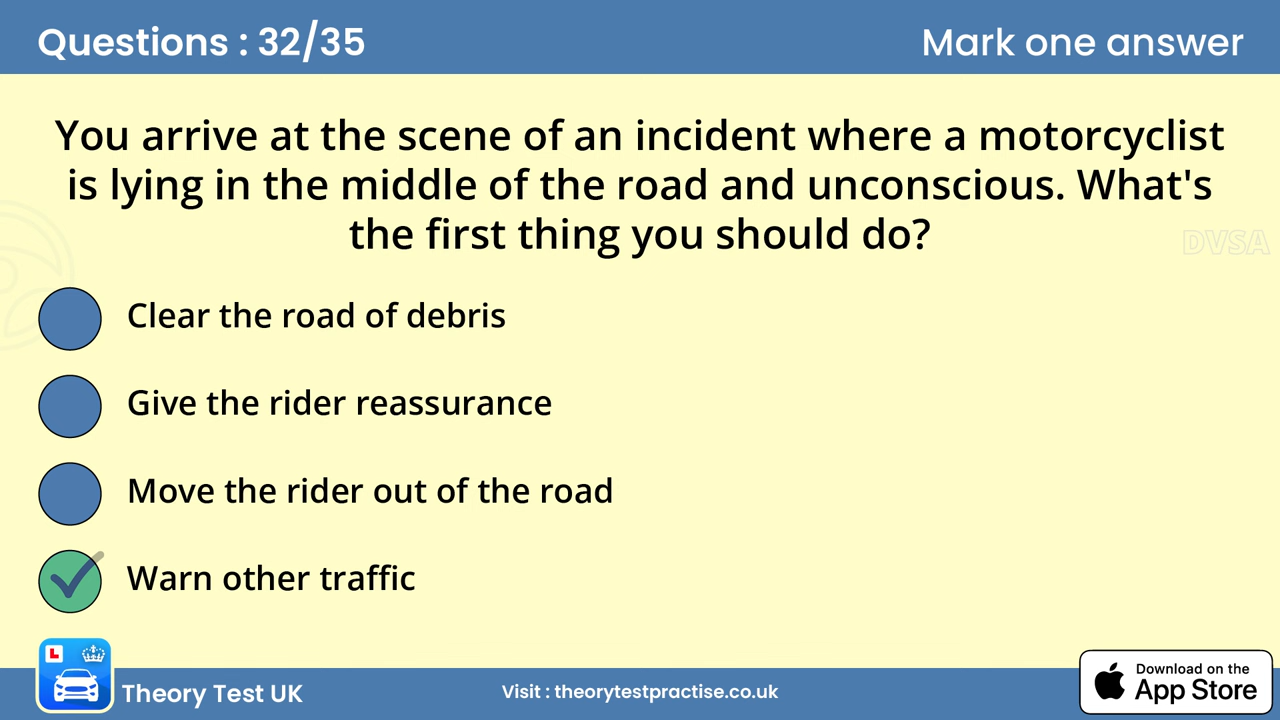 Questions : 32/35
Mark one answer
You arrive at the scene of an incident where a motorcyclist
is lying in the middle of the road and unconscious. What's
the first thing you should do?
DVSA
Clear the road of debris
Give the rider reassurance
Move the rider out of the road
Warn other traffic
L
Theory Test UK
Visit : theorytestpractise.co.uk
Download on the
App Store